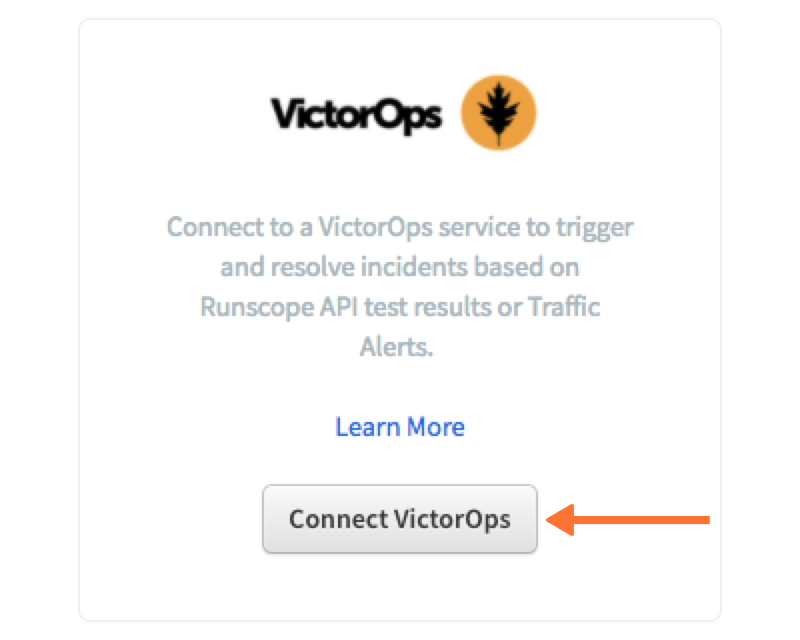 VictorOps
Connect to a VictorOps service to trigger
and resolve incidents based on
Runscope API test results or Traffic
Alerts.
Learn More
Connect VictorOps